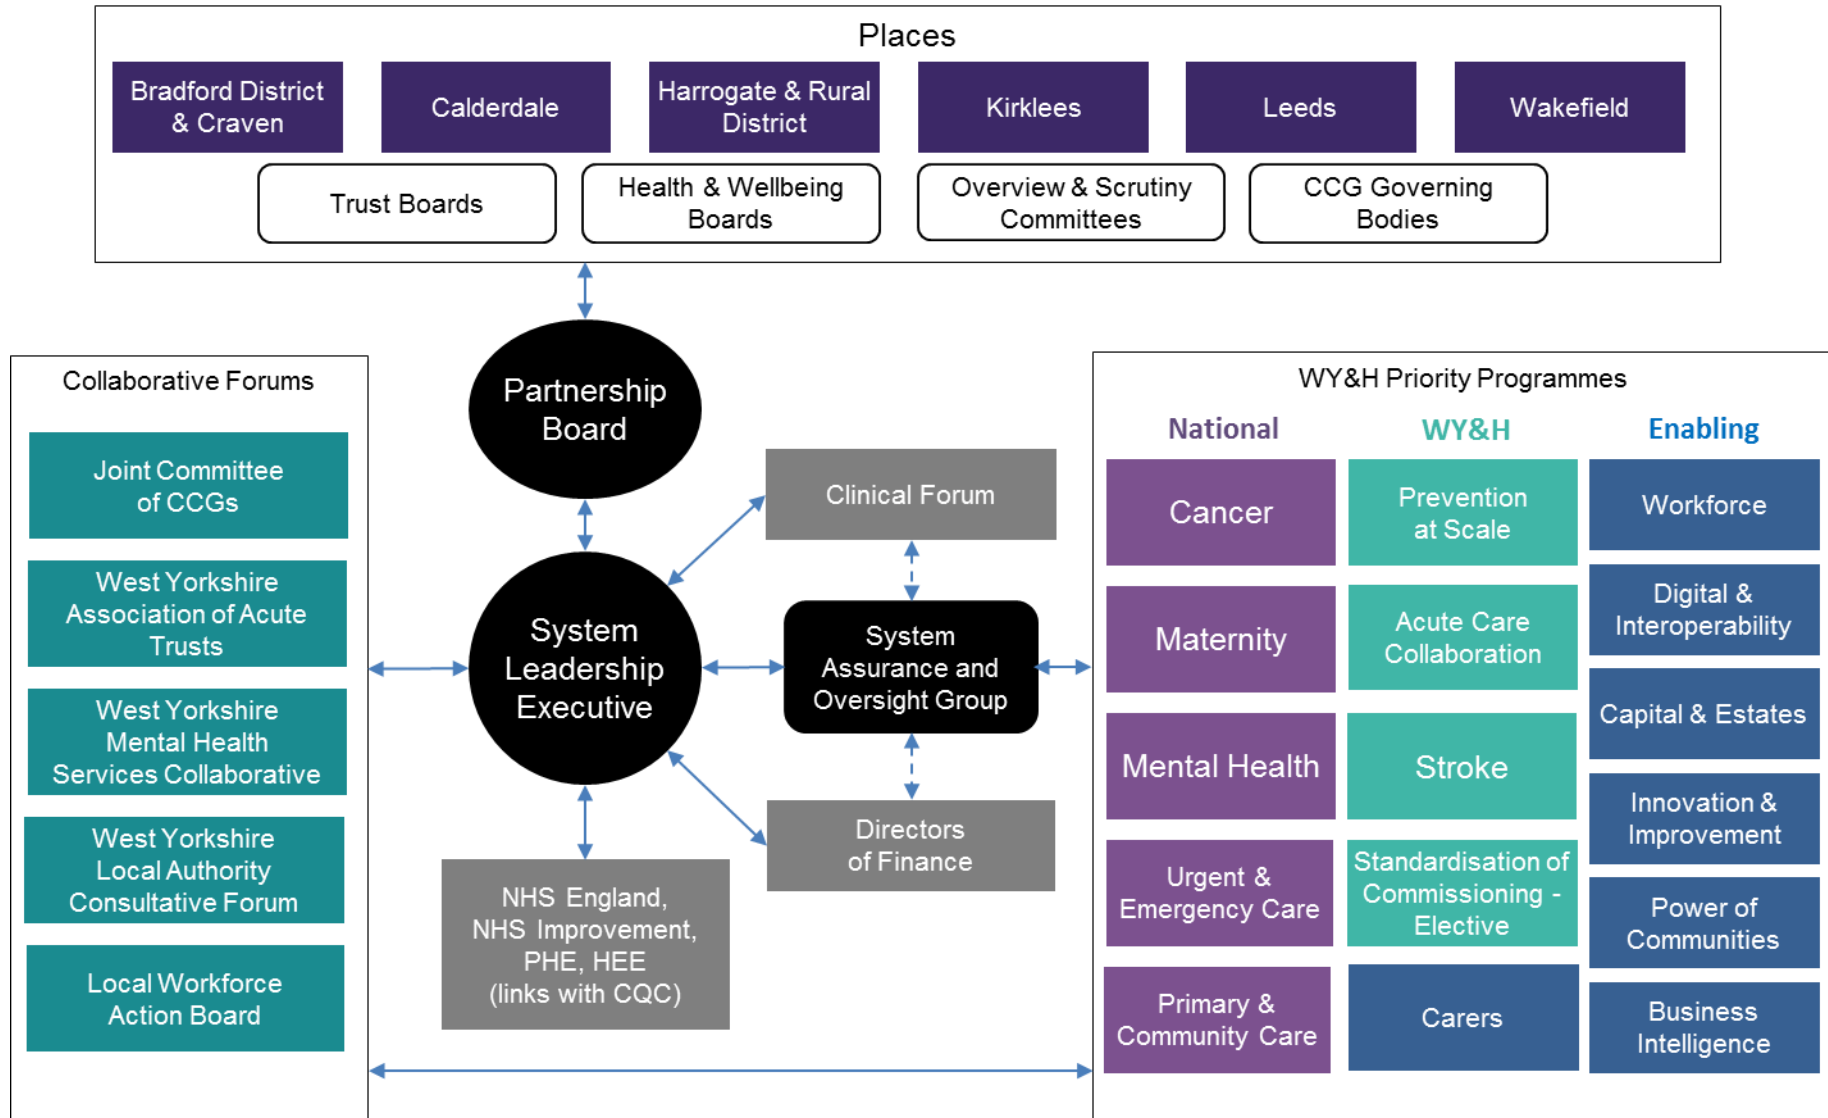 Places
Bradford District
& Craven
Calderdale
Harrogate & Rural
District
Kirklees
Leeds
Wakefield
Trust Boards
Health & Wellbeing
Boards
Overview & Scrutiny
Committees
CCG Governing
Bodies
Partnership
Board
Collaborative Forums
Joint Committee
of CCGs
West Yorkshire
Association of Acute
Trusts
West Yorkshire
Mental Health
Services Collaborative
West Yorkshire
Local Authority
Consultative Forum
Local Workforce
Action Board
System
Leadership
Executive
Clinical Forum
System
Assurance and
Oversight Group
Directors
of Finance
NHS England,
NHS Improvement,
PHE, HEE
(links with CQC)
WY&H Priority Programmes
National
Cancer
Maternity
Mental Health
Urgent &
Emergency Care
Primary &
Community Care
WY&H
Prevention
at Scale
Acute Care
Collaboration
Stroke
Standardisation of
Commissioning -
Elective
Carers
Enabling
Workforce
Digital &
Interoperability
Capital & Estates
Innovation &
Improvement
Power of
Communities
Business
Intelligence